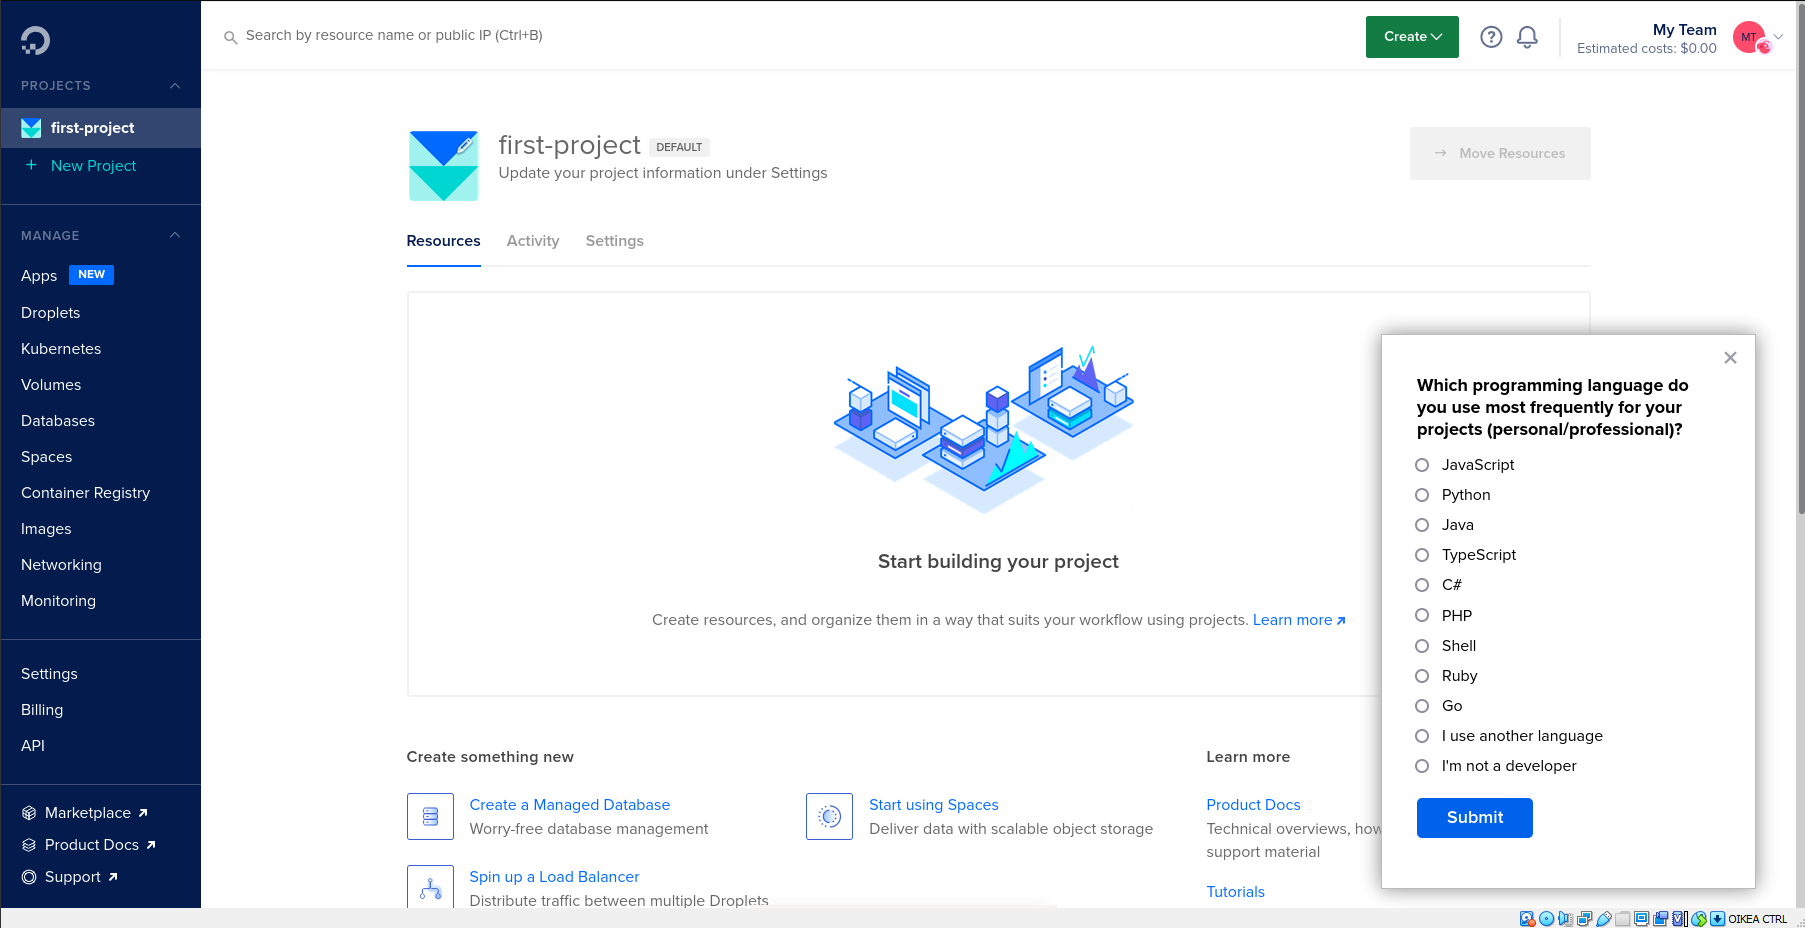 Search by resource name or public IP (Ctrl+B)
Create
My Team
Estimated costs: $0.00
MT
PROJECTS
first-project
New Project
MANAGE
Apps NEW
Droplets
Kubernetes
Volumes
Databases
Spaces
Container Registry
Images
Networking
Monitoring
Settings
Billing
API
Marketplace
Product Docs
Support
first-project DEFAULT
Update your project information under Settings
Move Resources
Resources Activity Settings
Start building your project
Create resources, and organize them in a way that suits your workflow using projects. Learn more
Create something new
Create a Managed Database
Worry-free database management
Start using Spaces
Deliver data with scalable object storage
Spin up a Load Balancer
Distribute traffic between multiple Droplets
Learn more
Product Docs
Technical overviews, how
support material
Tutorials
Which programming language do
you use most frequently for your
projects (personal/professional)?
JavaScript
Python
Java
TypeScript
C#
PHP
Shell
Ruby
Go
I use another language
I'm not a developer
Submit
OIKEA CTRL